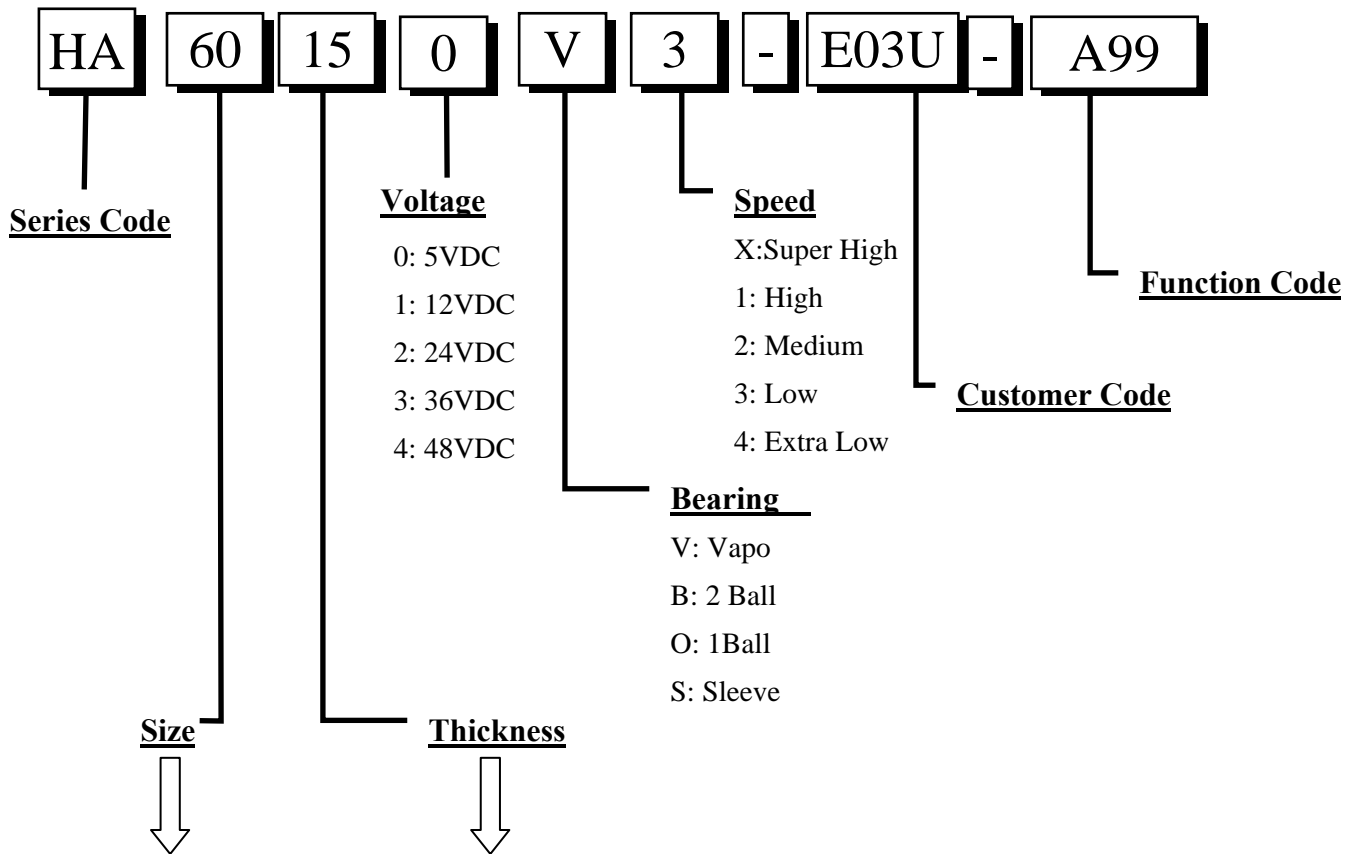 HA 60 15 0 V 3 - E03U - A99
Series Code
Voltage
0: 5VDC
1: 12VDC
2: 24VDC
3: 36VDC
4: 48VDC
Speed
X:Super High
1: High
2: Medium
3: Low
4: Extra Low
Function Code
Customer Code
Bearing
V: Vapo
B: 2 Ball
O: 1Ball
S: Sleeve
Size
Thickness